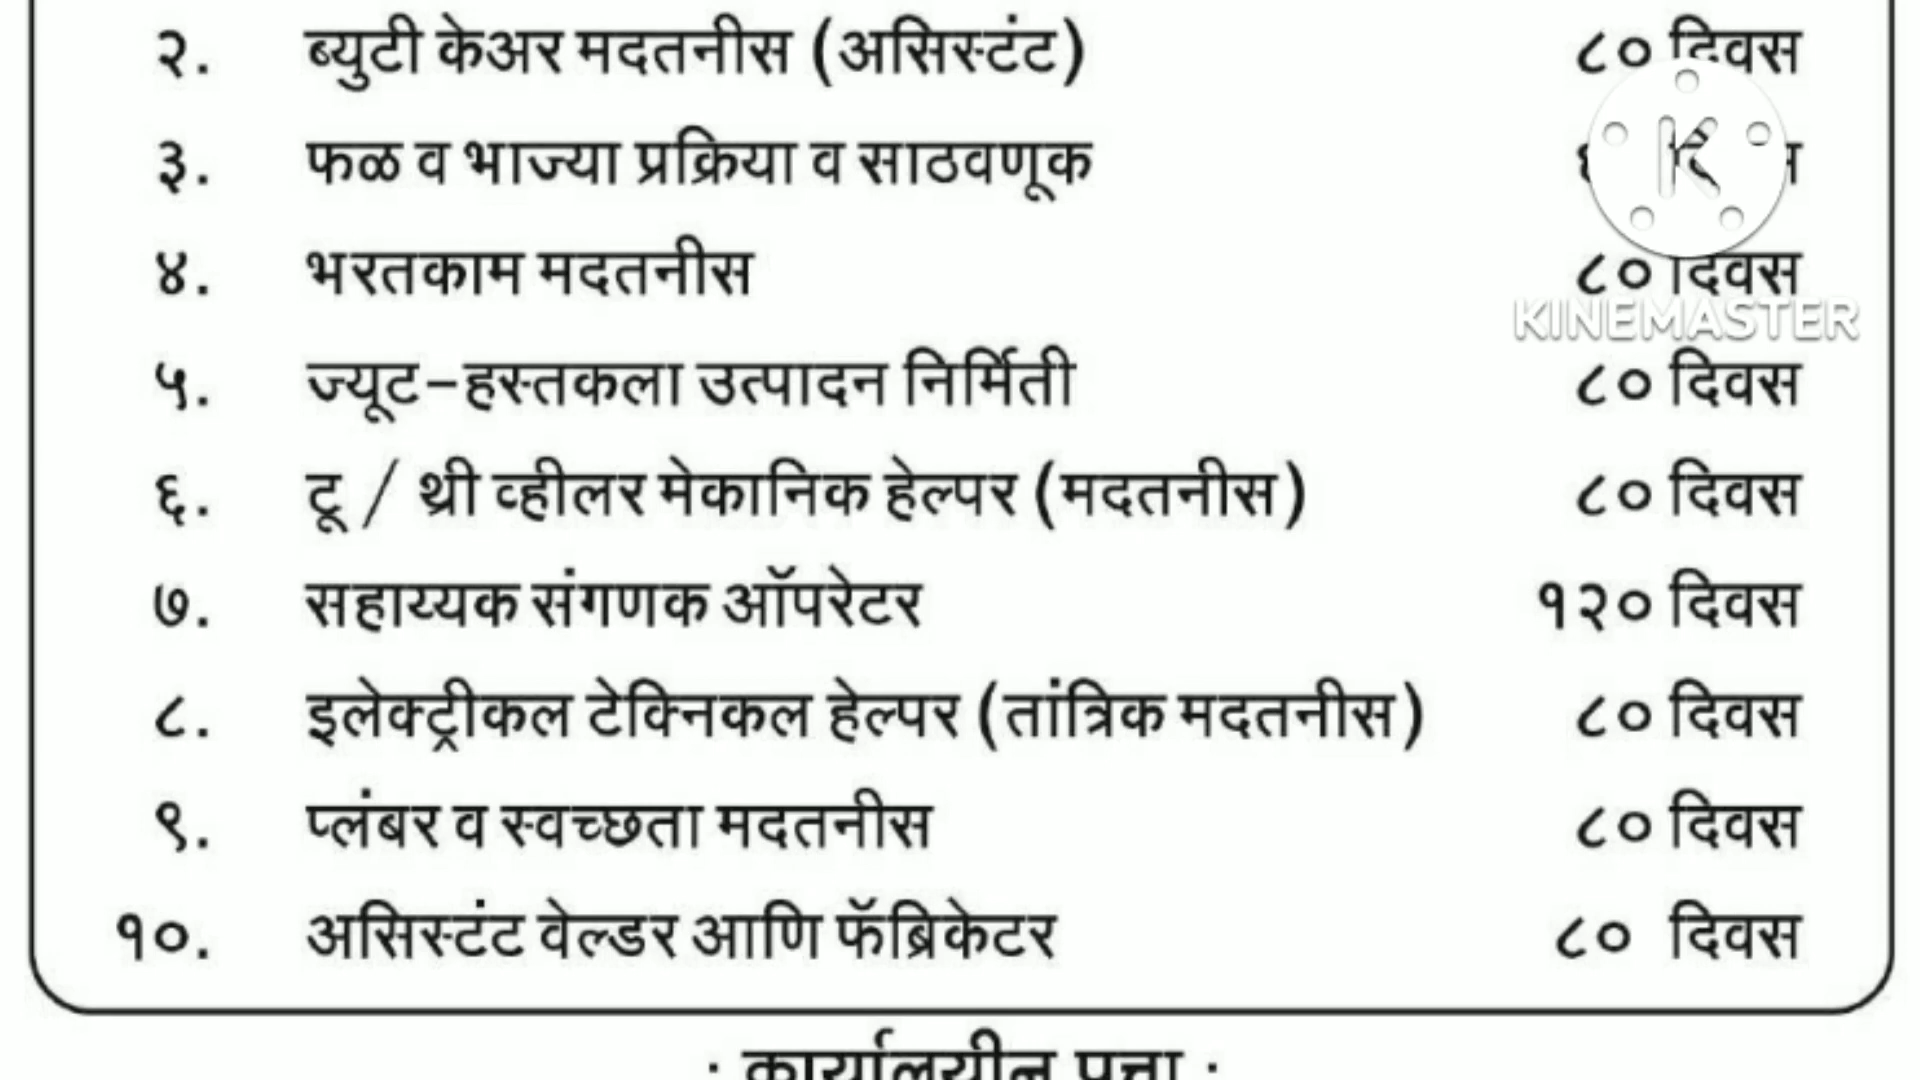 २. ब्युटी केअर मदतनीस (असिस्टंट) ८० दिवस
३. फळ व भाज्या प्रक्रिया व साठवणूक
४. भरतकाम मदतनीस ८० दिवस
KINEMASTER
५. ज्यूट-हस्तकला उत्पादन निर्मिती ८० दिवस
६. टू / थ्री व्हीलर मेकानिक हेल्पर (मदतनीस) ८० दिवस
७. सहाय्यक संगणक ऑपरेटर १२० दिवस
८. इलेक्ट्रीकल टेक्निकल हेल्पर (तांत्रिक मदतनीस) ८० दिवस
९. प्लंबर व स्वच्छता मदतनीस ८० दिवस
१०. असिस्टंट वेल्डर आणि फॅब्रिकेटर ८० दिवस
: कार्यालयीन पत्ता :